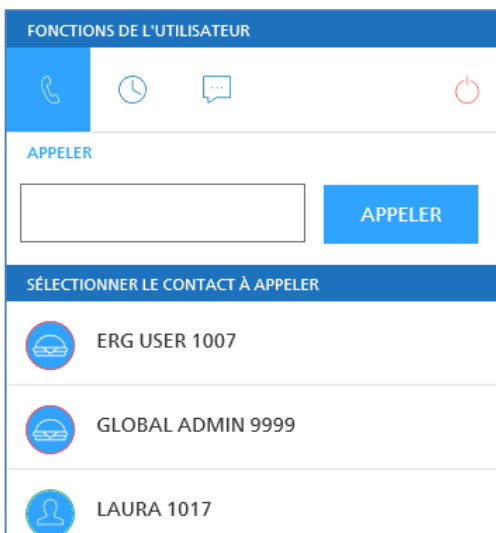 FONCTIONS DE L'UTILISATEUR
APPELER
APPELER
SÉLECTIONNER LE CONTACT À APPELER
ERG USER 1007
GLOBAL ADMIN 9999
LAURA 1017